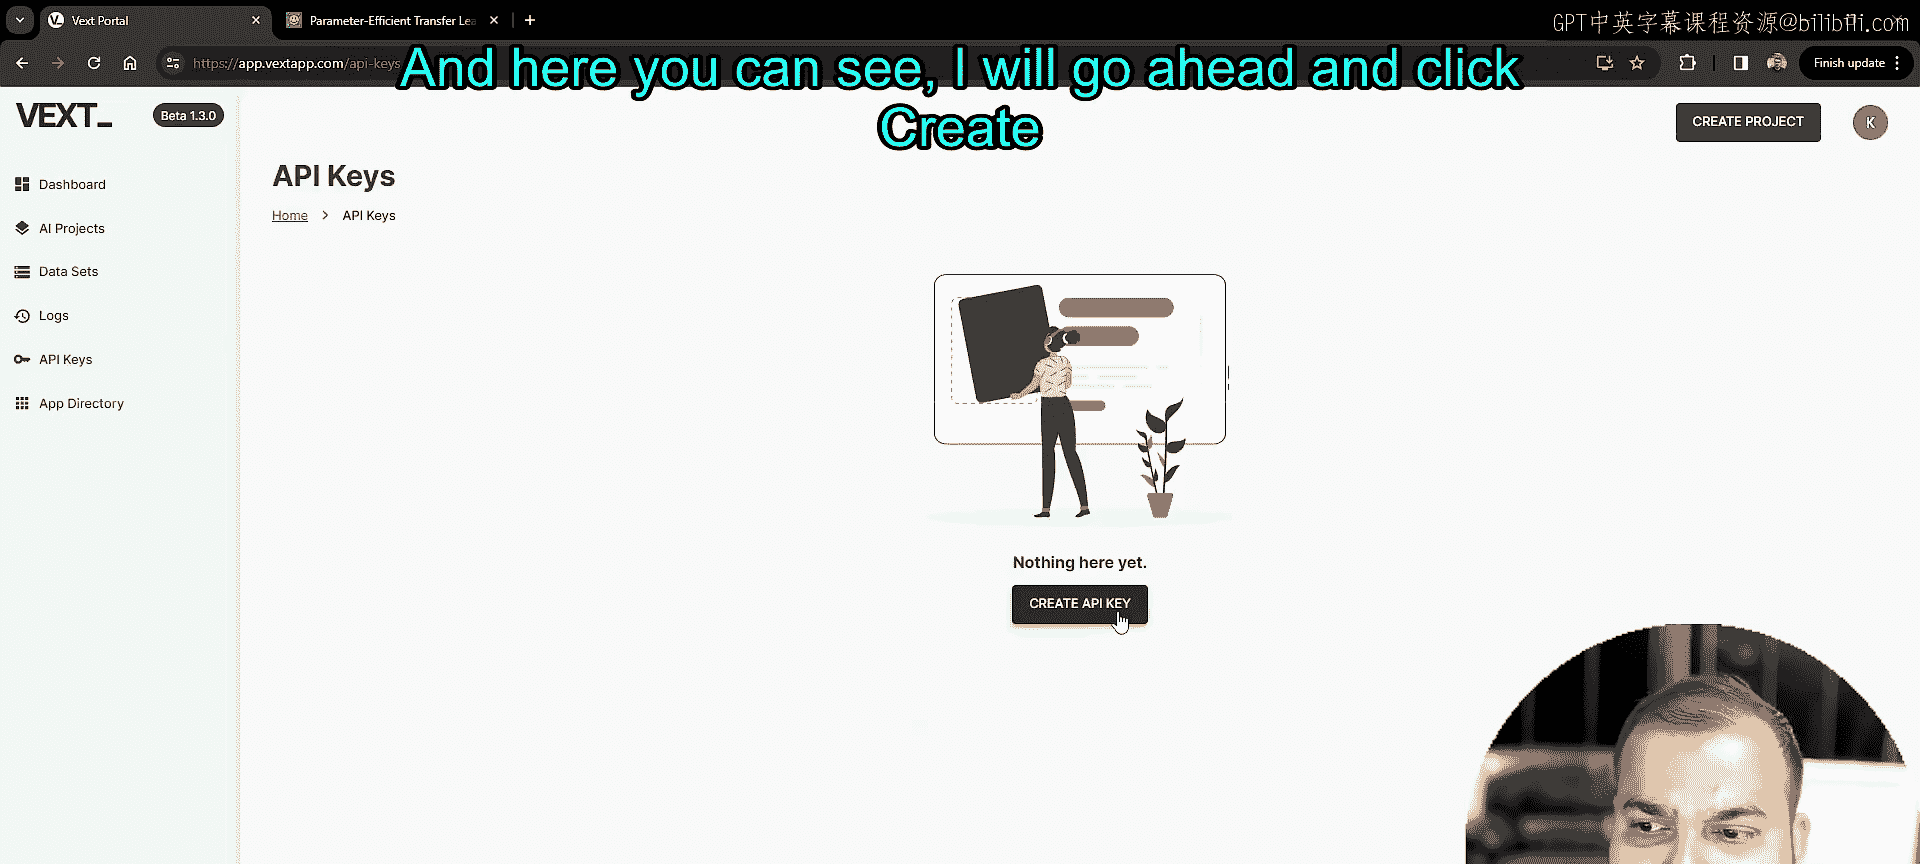 Vext Portal
Parameter-Efficient Transfer Lea
GPT中英字幕课程资源@bilibili.com
https://app.vextapp.com/api-keys
Finish update
And here you can see, I will go ahead and click
Create
VEXT_
Beta 1.3.0
CREATE PROJECT
K
Dashboard
AI Projects
Data Sets
Logs
API Keys
App Directory
API Keys
Home > API Keys
Nothing here yet.
CREATE API KEY